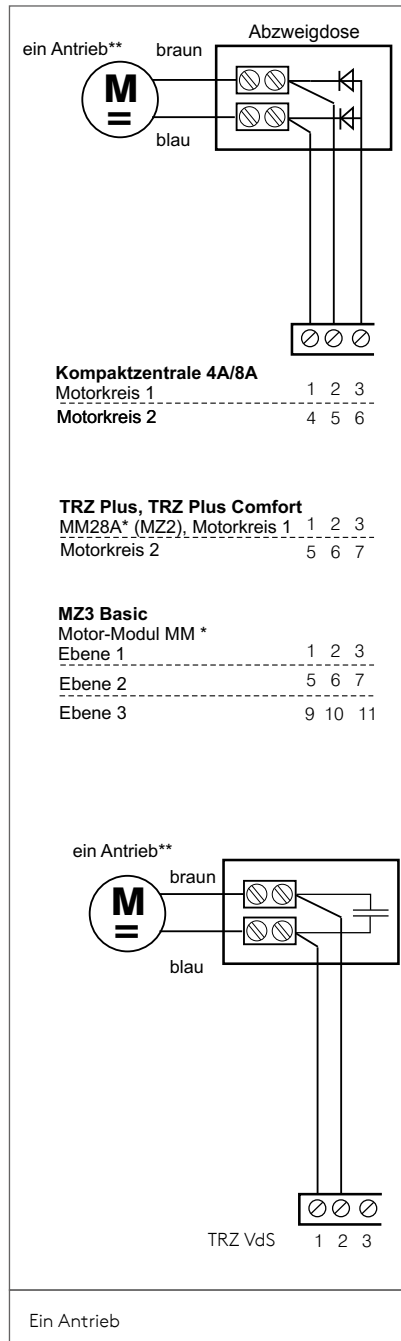 Abzweigdose
ein Antrieb** braun
M
=
blau
Kompaktzentrale 4A/8A
Motorkreis 1 1 2 3
Motorkreis 2 4 5 6
TRZ Plus, TRZ Plus Comfort
MM28A* (MZ2), Motorkreis 1 1 2 3
Motorkreis 2 5 6 7
MZ3 Basic
Motor-Modul MM *
Ebene 1 1 2 3
Ebene 2 5 6 7
Ebene 3 9 10 11
ein Antrieb**
braun
M
=
blau
TRZ VdS 1 2 3
Ein Antrieb